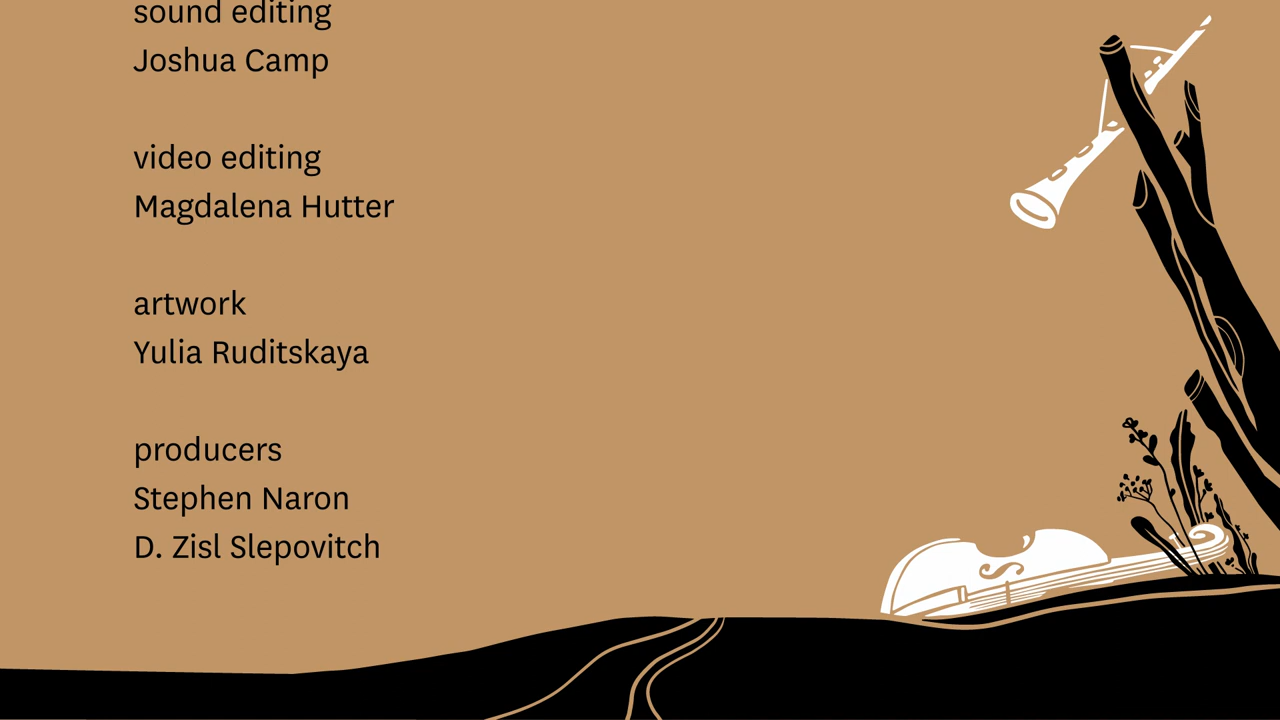 sound editing
Joshua Camp
video editing
Magdalena Hutter
artwork
Yulia Ruditskaya
producers
Stephen Naron
D. Zisl Slepovitch